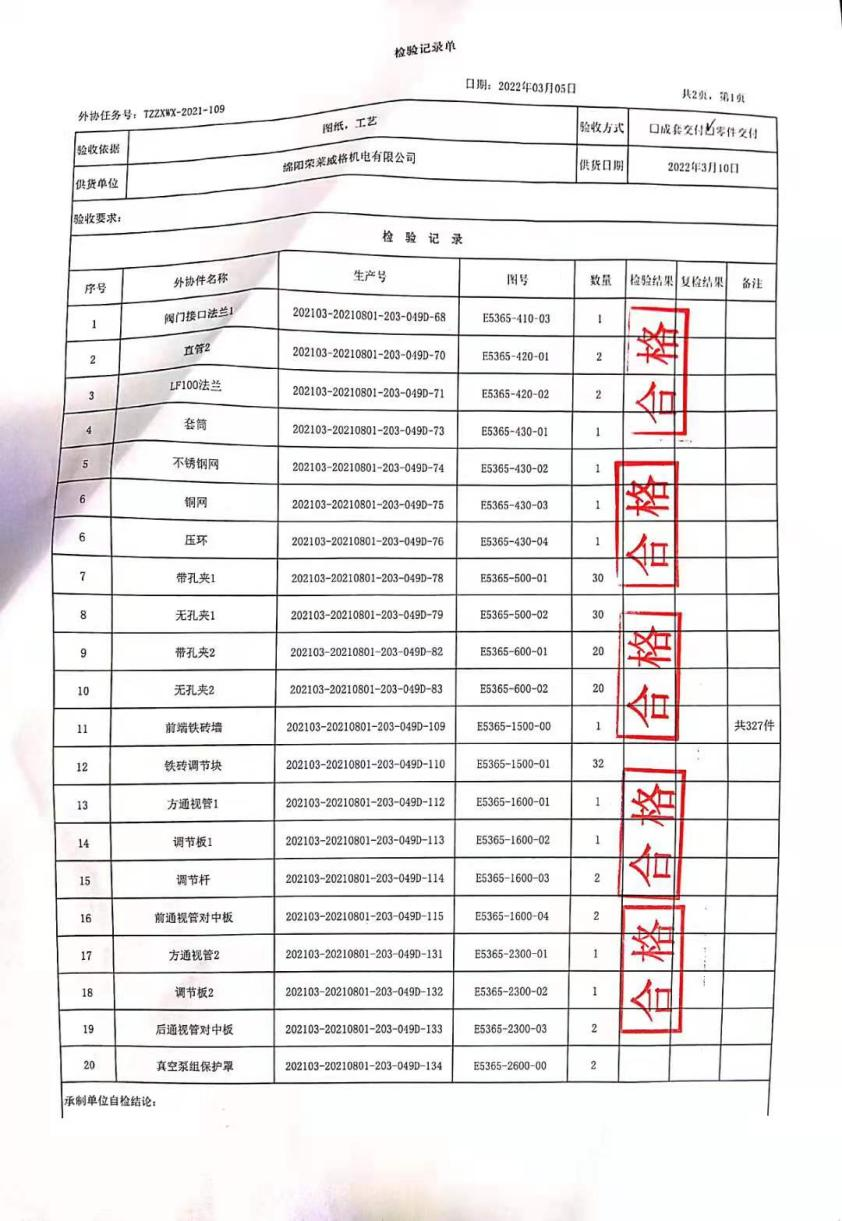 检验记录单
日期：2022年03月05日
共2页，第1页
外协任务号：TZZXWX-2021-109
验收依据 图纸，工艺 验收方式 □成套交付☑零件交付
供货单位 绵阳荣莱威格机电有限公司 供货日期 2022年3月10日
验收要求：
检 验 记 录
序号 外协件名称 生产号 图号 数量 检验结果 复检结果 备注
1 阀门接口法兰1 202103-20210801-203-049D-68 E5365-410-03 1
2 直管2 202103-20210801-203-049D-70 E5365-420-01 2
3 LF100法兰 202103-20210801-203-049D-71 E5365-420-02 2
4 套筒 202103-20210801-203-049D-73 E5365-430-01 1
5 不锈钢网 202103-20210801-203-049D-74 E5365-430-02 1
6 铜网 202103-20210801-203-049D-75 E5365-430-03 1
6 压环 202103-20210801-203-049D-76 E5365-430-04 1
7 带孔夹1 202103-20210801-203-049D-78 E5365-500-01 30
8 无孔夹1 202103-20210801-203-049D-79 E5365-500-02 30
9 带孔夹2 202103-20210801-203-049D-82 E5365-600-01 20
10 无孔夹2 202103-20210801-203-049D-83 E5365-600-02 20
11 前端铁砖墙 202103-20210801-203-049D-109 E5365-1500-00 1 共327件
12 铁砖调节块 202103-20210801-203-049D-110 E5365-1500-01 32
13 方通视管1 202103-20210801-203-049D-112 E5365-1600-01 1
14 调节板1 202103-20210801-203-049D-113 E5365-1600-02 1
15 调节杆 202103-20210801-203-049D-114 E5365-1600-03 2
16 前通视管对中板 202103-20210801-203-049D-115 E5365-1600-04 2
17 方通视管2 202103-20210801-203-049D-131 E5365-2300-01 1
18 调节板2 202103-20210801-203-049D-132 E5365-2300-02 1
19 后通视管对中板 202103-20210801-203-049D-133 E5365-2300-03 2
20 真空泵组保护罩 202103-20210801-203-049D-134 E5365-2600-00 2
承制单位自检结论：
合格
合格
合格
合格
合格